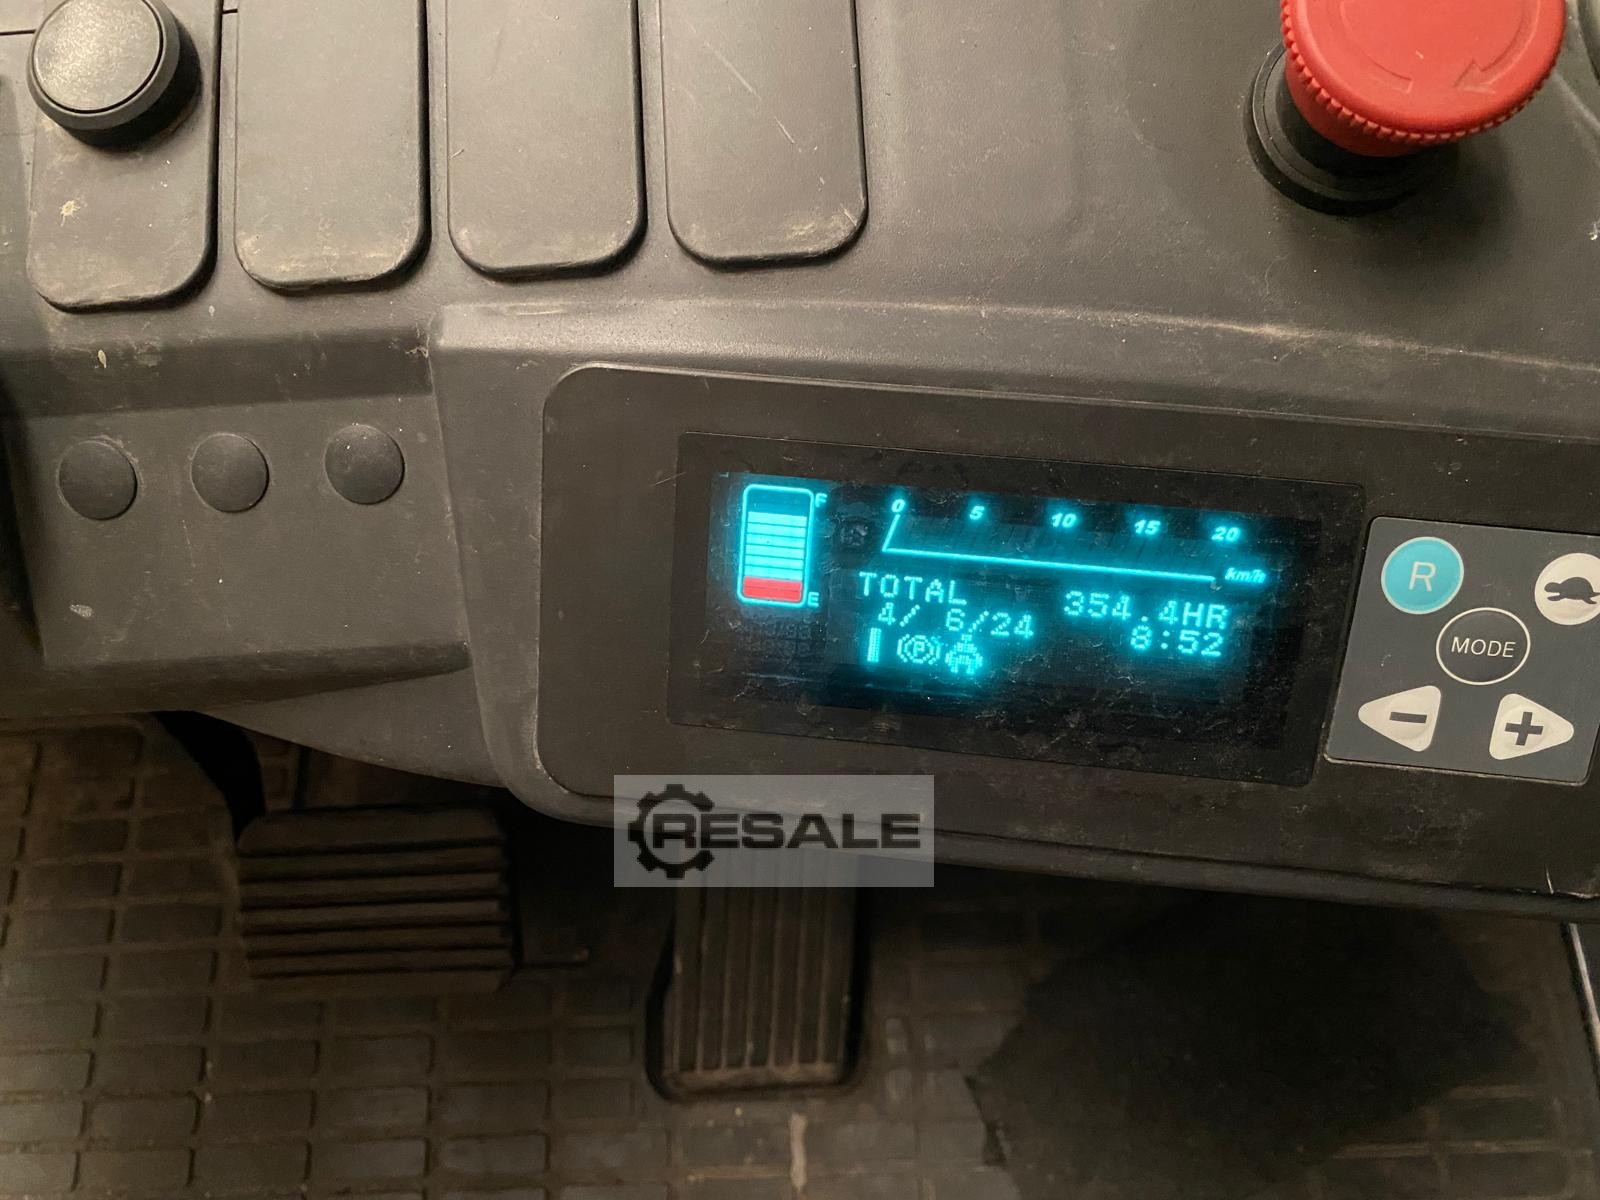 F
0 5 10 15 20
km/h
E
TOTAL 354.4HR
4/ 6/24 8:52
P
R
MODE
RESALE